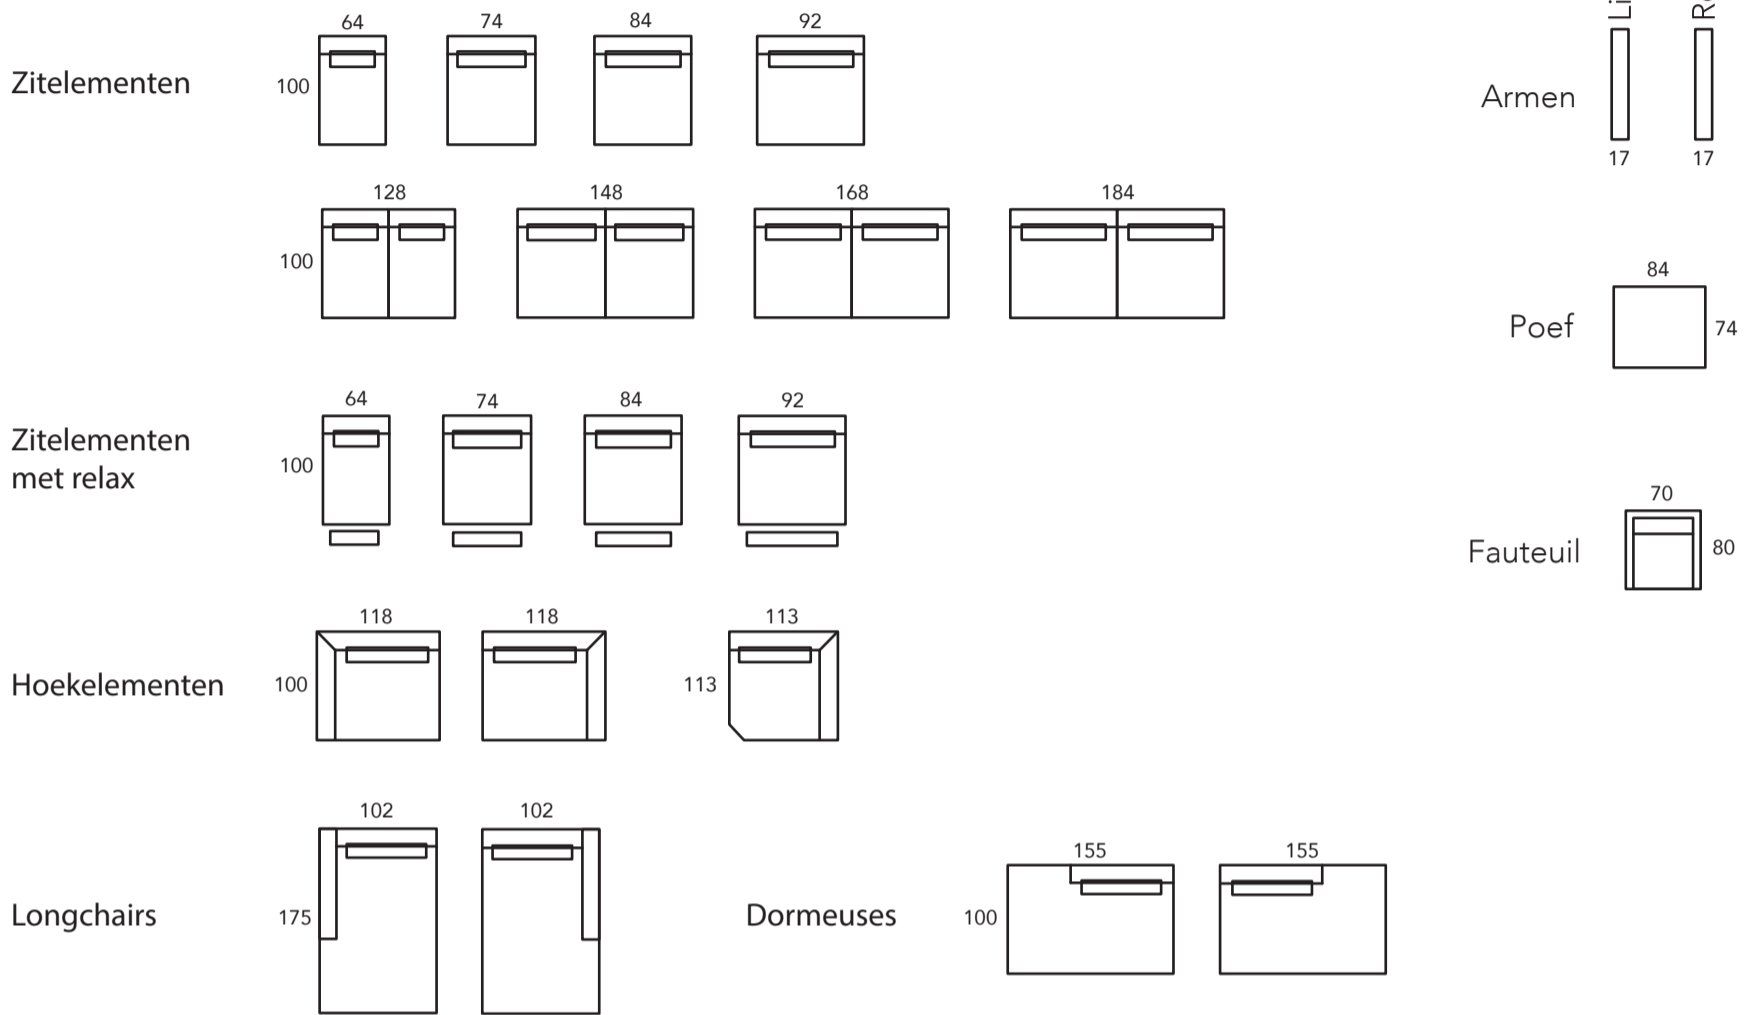 64 74 84 92
Zitelementen
100
128 148 168 184
100
64 74 84 92
Zitelementen
met relax
100
118 118 113
Hoekelementen
100
113
102 102
Longchairs
175
155 155
Dormeuses
100
Armen
17 17
84
Poef
74
70
Fauteuil
80